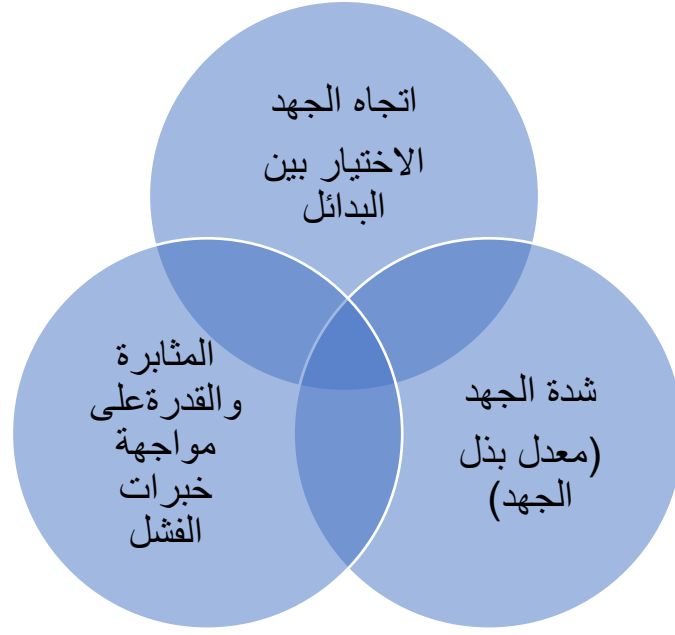 اتجاه الجهد
الاختيار بين
البدائل
شدة الجهد
(معدل بذل
الجهد)
المثابرة
والقدرةعلى
مواجهة
خبرات
الفشل